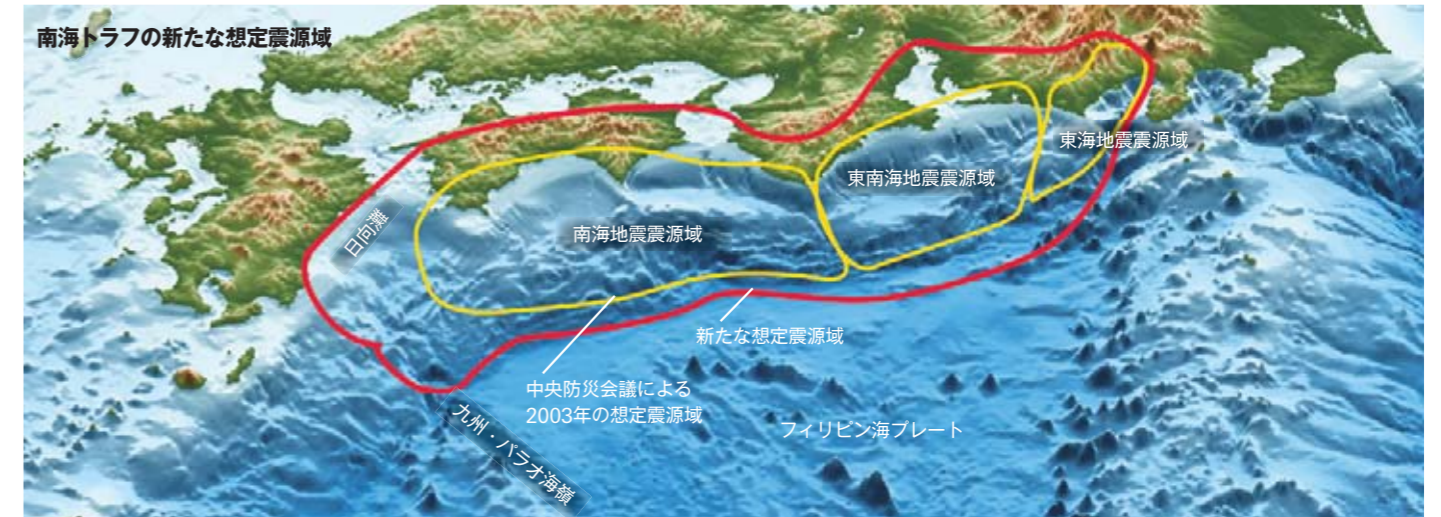 南海トラフの新たな想定震源域
東海地震震源域
東南海地震震源域
日向灘
南海地震震源域
新たな想定震源域
中央防災会議による
2003年の想定震源域
九州・パラオ海嶺
フィリピン海プレート